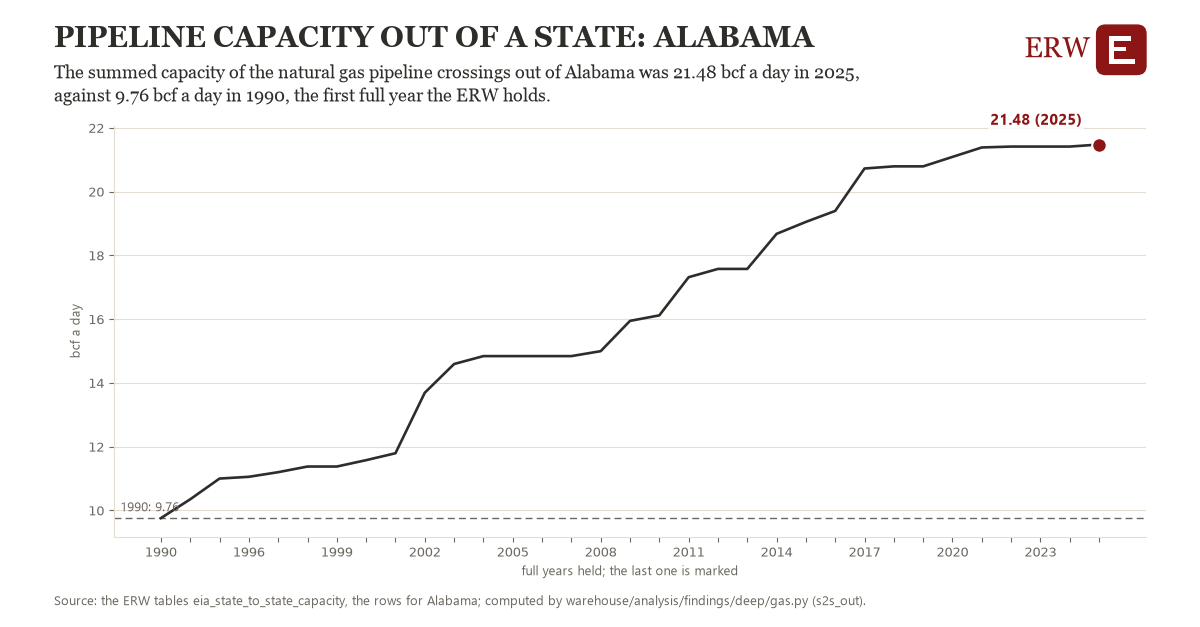 PIPELINE CAPACITY OUT OF A STATE: ALABAMA
The summed capacity of the natural gas pipeline crossings out of Alabama was 21.48 bcf a day in 2025,
against 9.76 bcf a day in 1990, the first full year the ERW holds.
ERW E
21.48 (2025)
22
20
18
16
14
12
10
bcf a day
1990: 9.76
1990 1996 1999 2002 2005 2008 2011 2014 2017 2020 2023
full years held; the last one is marked
Source: the ERW tables eia_state_to_state_capacity, the rows for Alabama; computed by warehouse/analysis/findings/deep/gas.py (s2s_out).